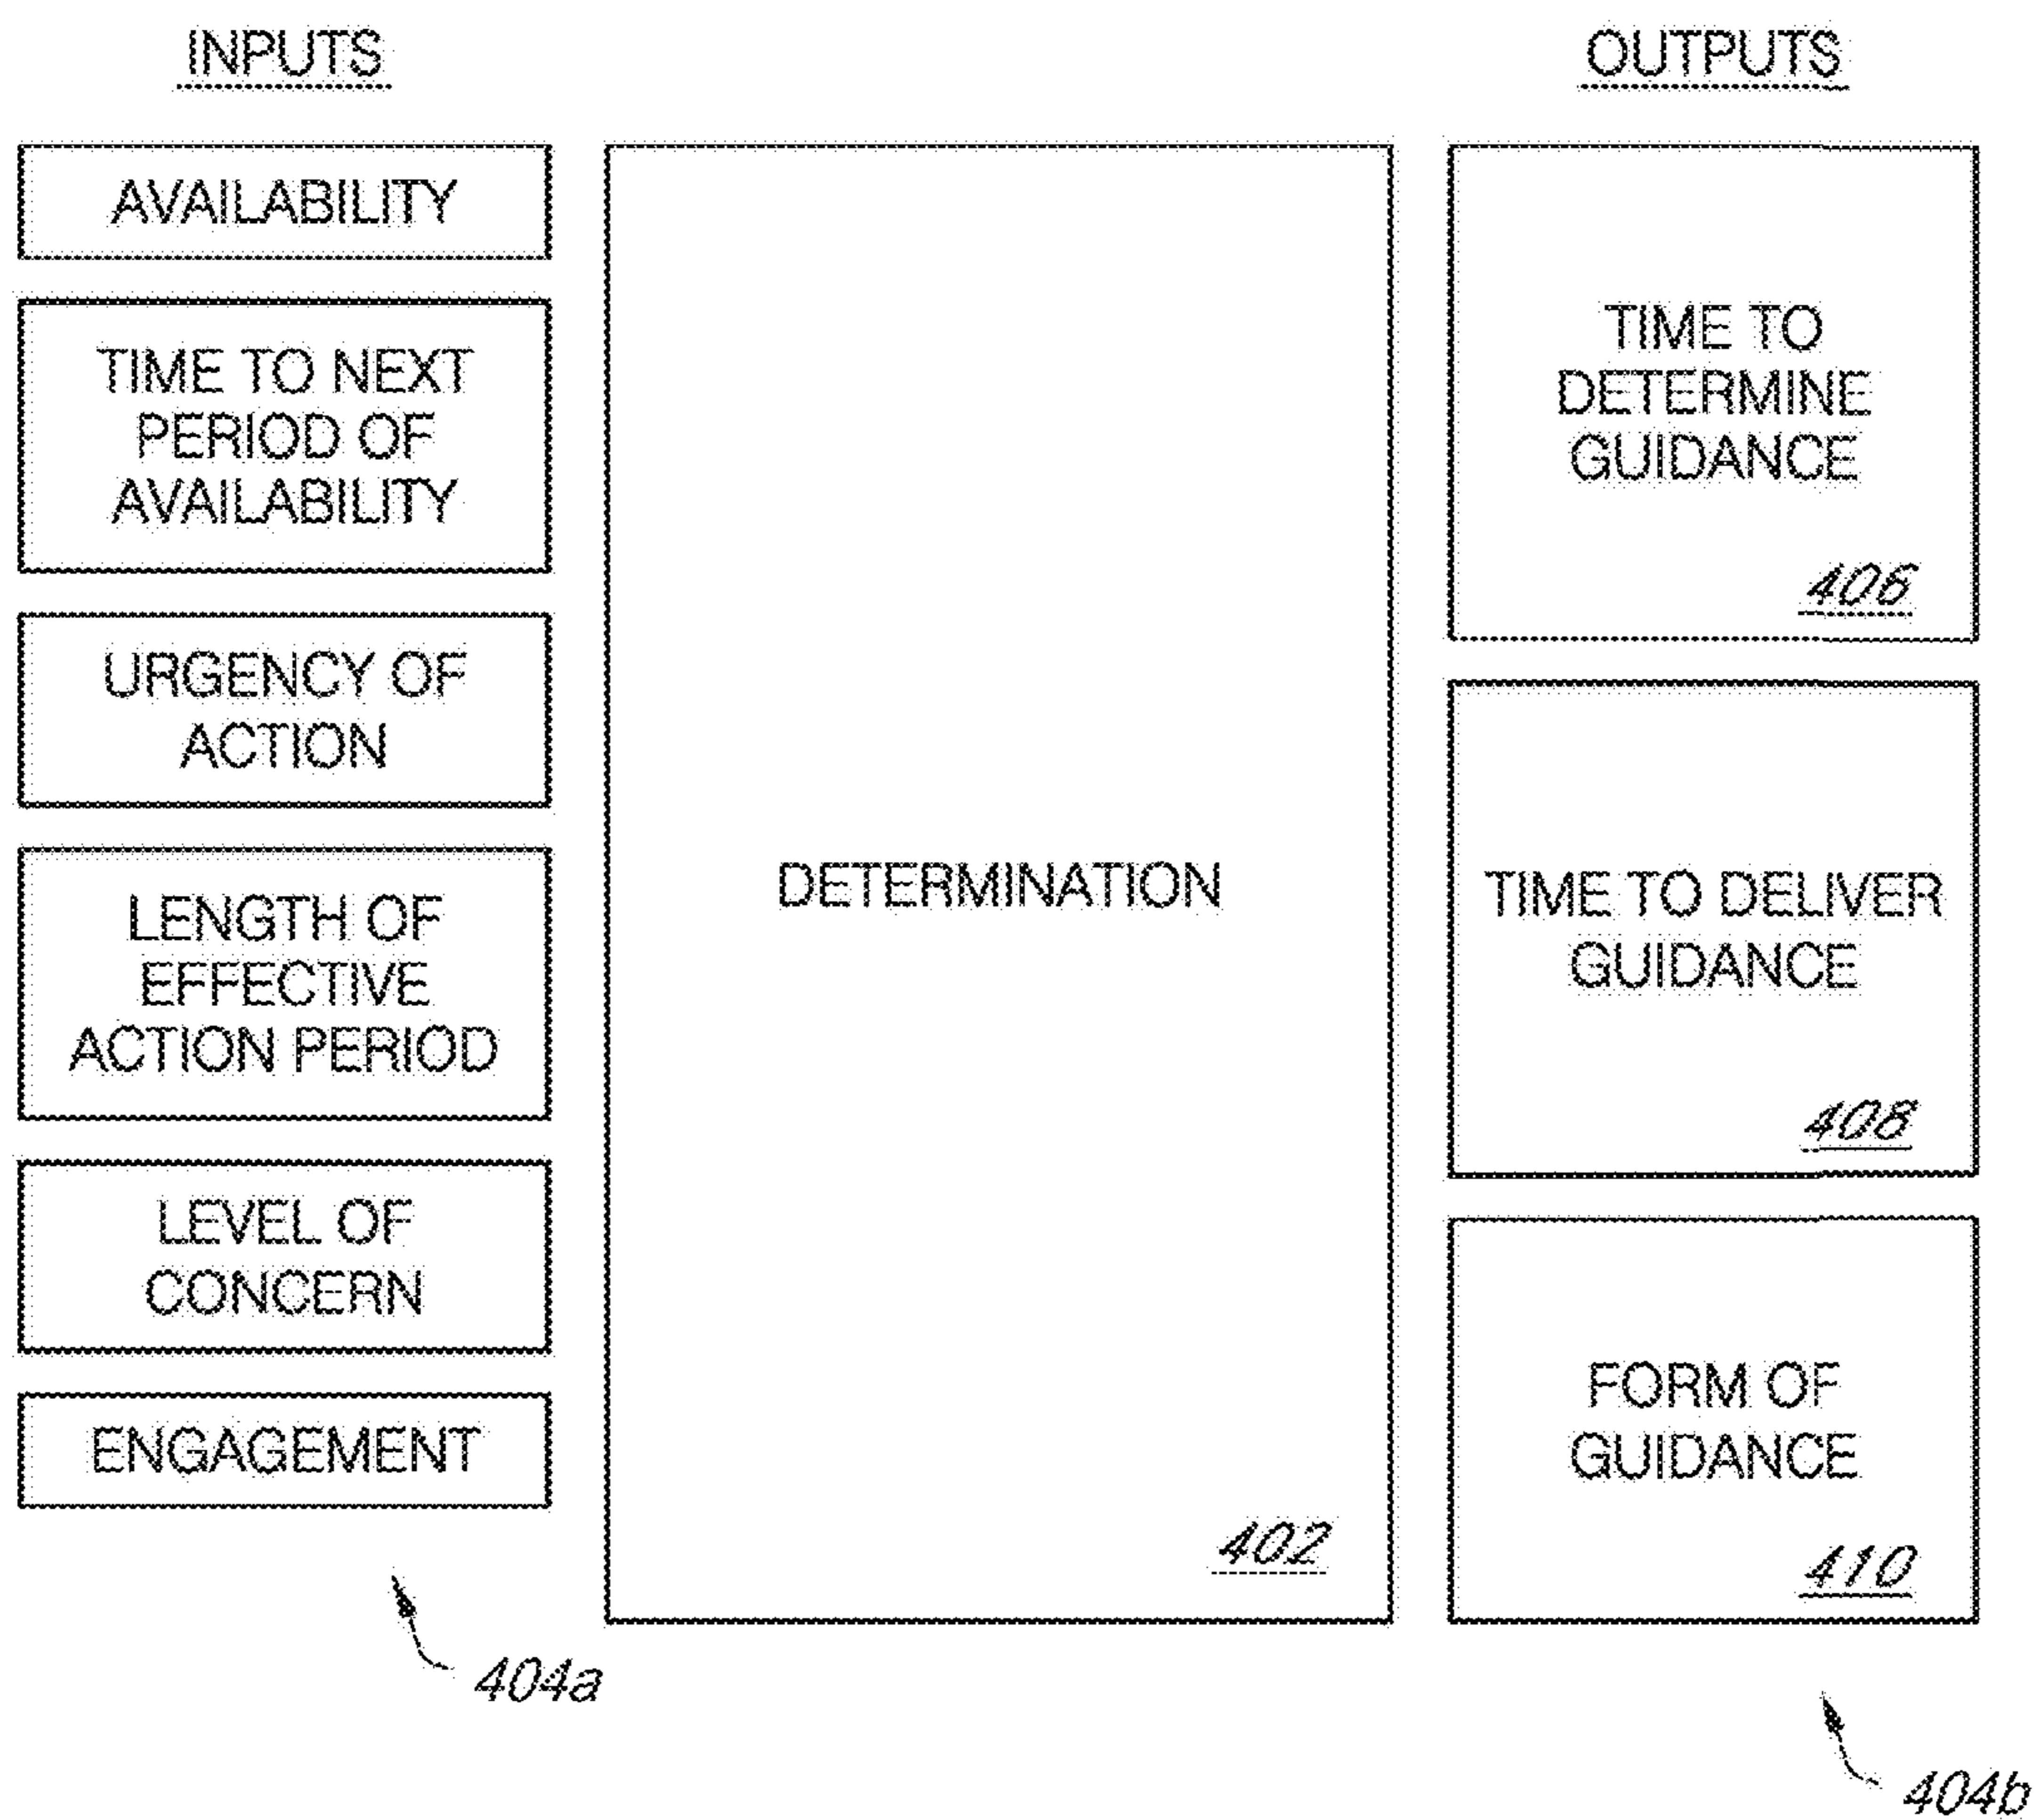 INPUTS
AVAILABILITY
TIME TO NEXT
PERIOD OF
AVAILABILITY
URGENCY OF
ACTION
LENGTH OF
EFFECTIVE
ACTION PERIOD
LEVEL OF
CONCERN
ENGAGEMENT
404a
DETERMINATION
402
OUTPUTS
TIME TO
DETERMINE
GUIDANCE
406
TIME TO DELIVER
GUIDANCE
408
FORM OF
GUIDANCE
410
404b